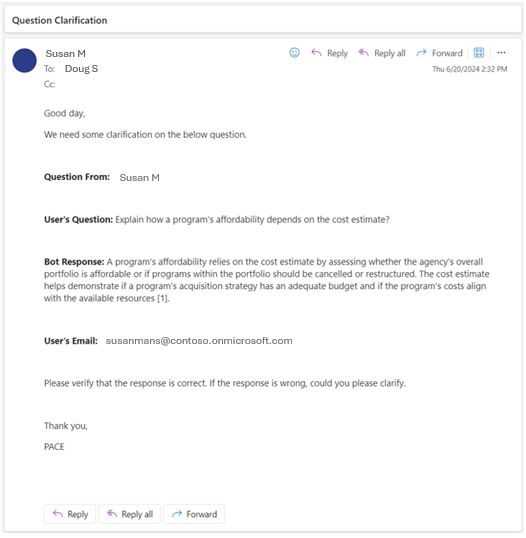 Question Clarification
Susan M
Reply
Reply all
Forward
To: Doug S
Thu 6/20/2024 2:32 PM
Cc:
Good day,
We need some clarification on the below question.
Question From: Susan M
User's Question: Explain how a program's affordability depends on the cost estimate?
Bot Response: A program's affordability relies on the cost estimate by assessing whether the agency's overall
portfolio is affordable or if programs within the portfolio should be cancelled or restructured. The cost estimate
helps demonstrate if a program's acquisition strategy has an adequate budget and if the program's costs align
with the available resources [1].
User's Email: susanmans@contoso.onmicrosoft.com
Please verify that the response is correct. If the response is wrong, could you please clarify.
Thank you,
PACE
Reply
Reply all
Forward